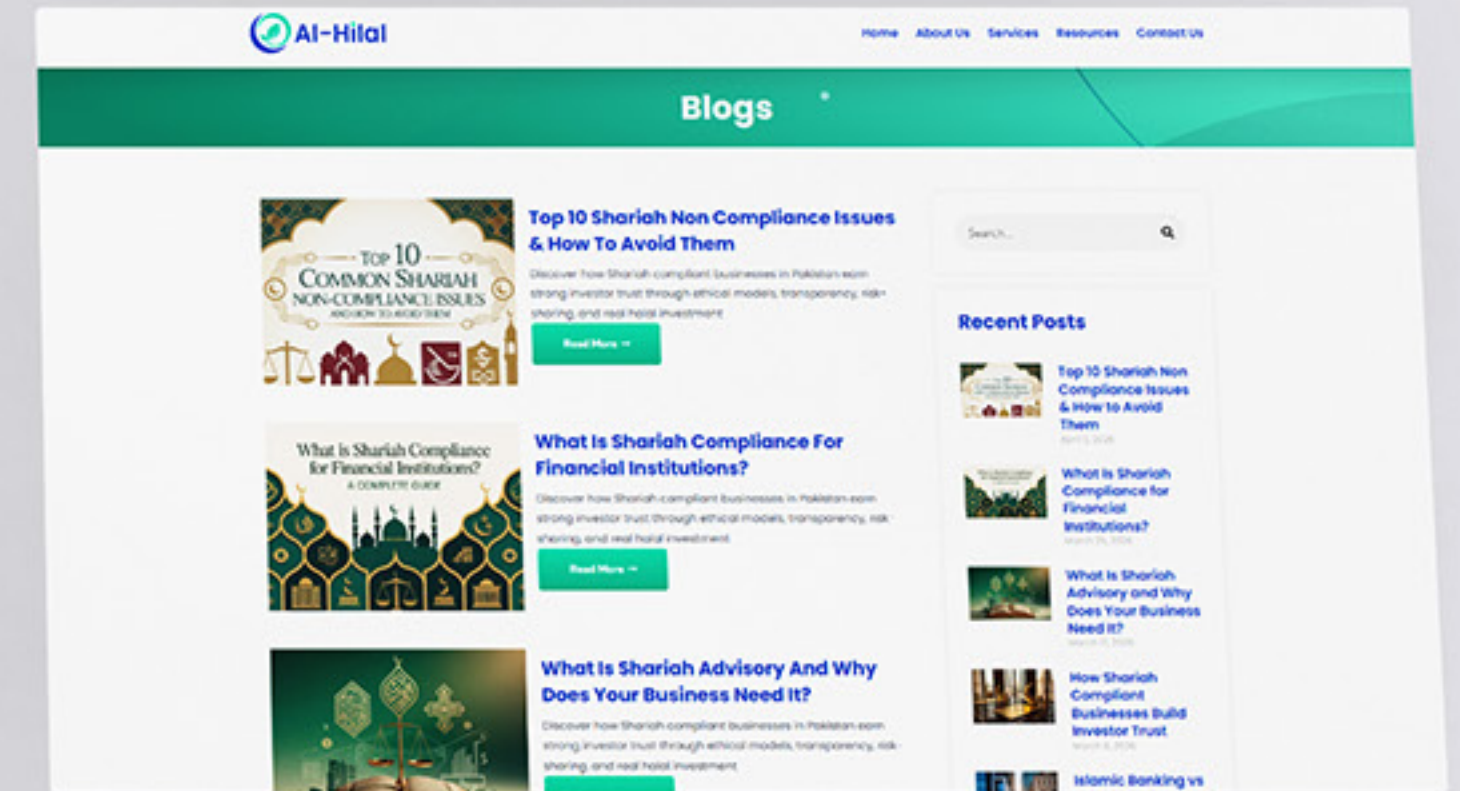 Al-Hilal
Home About Us Services Resources Contact Us
Blogs
Top 10
Common Shariah
Non-Compliance Issues
and How to Avoid Them
Top 10 Shariah Non Compliance Issues
& How To Avoid Them
Discover how Shariah compliant businesses in Pakistan earn
strong investor trust through ethical models, transparency, risk-
sharing, and real halal investment
Read More
What is Shariah Compliance
for Financial Institutions?
A COMPLETE GUIDE
What Is Shariah Compliance For
Financial Institutions?
Discover how Shariah compliant businesses in Pakistan earn
strong investor trust through ethical models, transparency, risk-
sharing, and real halal investment
Read More
What Is Shariah Advisory And Why
Does Your Business Need It?
Discover how Shariah compliant businesses in Pakistan earn
strong investor trust through ethical models, transparency, risk-
sharing, and real halal investment
Search...
Recent Posts
Top 10 Shariah Non
Compliance Issues
& How to Avoid
Them
What Is Shariah
Compliance for
Financial
Institutions?
What Is Shariah
Advisory and Why
Does Your Business
Need It?
How Shariah
Compliant
Businesses Build
Investor Trust
Islamic Banking vs